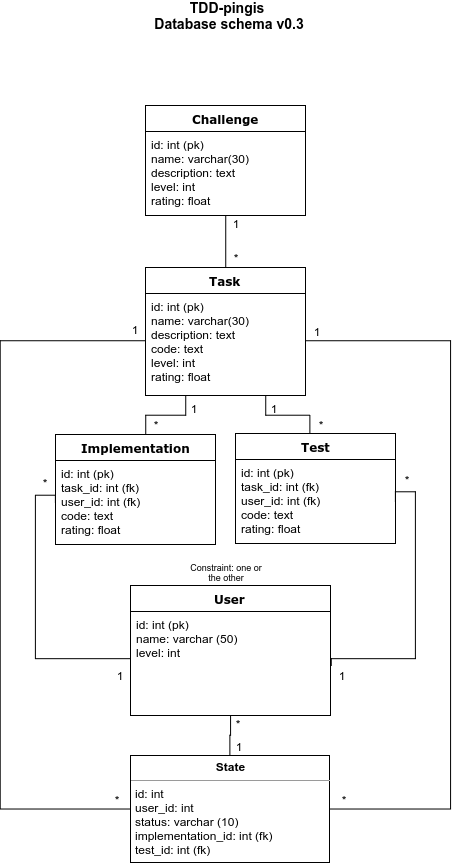 TDD-pingis
Database schema v0.3
Challenge
id: int (pk)
name: varchar(30)
description: text
level: int
rating: float
1
*
Task
id: int (pk)
name: varchar(30)
description: text
code: text
level: int
rating: float
1
1
1
1
*
*
Implementation
id: int (pk)
task_id: int (fk)
user_id: int (fk)
code: text
rating: float
*
Test
id: int (pk)
task_id: int (fk)
user_id: int (fk)
code: text
rating: float
*
Constraint: one or
the other
User
id: int (pk)
name: varchar (50)
level: int
1
1
*
1
State
id: int
user_id: int
status: varchar (10)
implementation_id: int (fk)
test_id: int (fk)
*
*